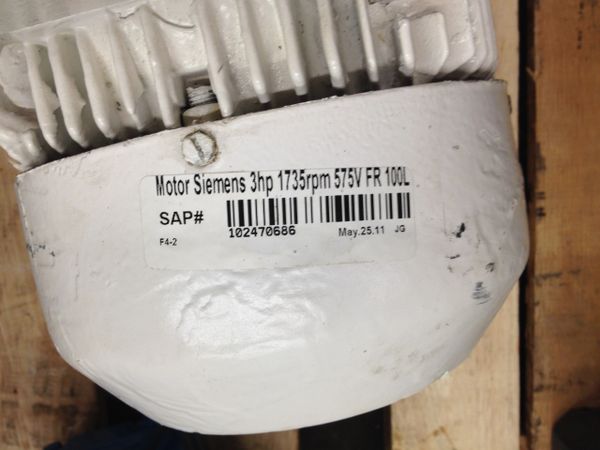 Motor Siemens 3hp 1735rpm 575V FR 100L
SAP#
102470686
F4-2
May.25.11 JG